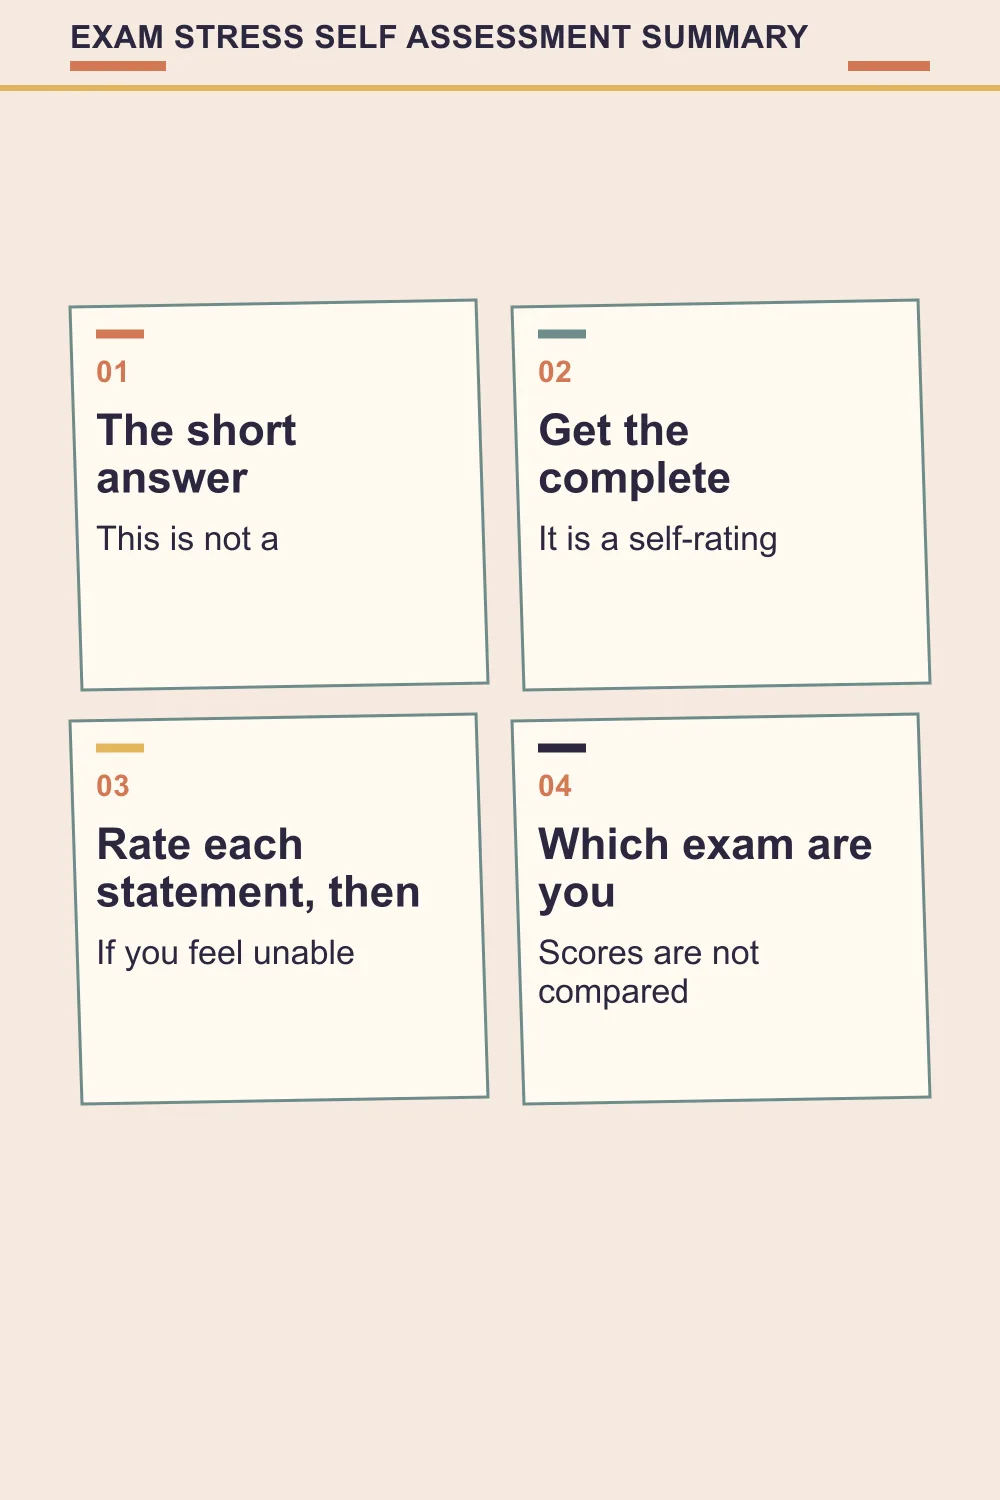 EXAM STRESS SELF ASSESSMENT SUMMARY
01
The short
answer
This is not a
02
Get the
complete
It is a self-rating
03
Rate each
statement, then
If you feel unable
04
Which exam are
you
Scores are not
compared